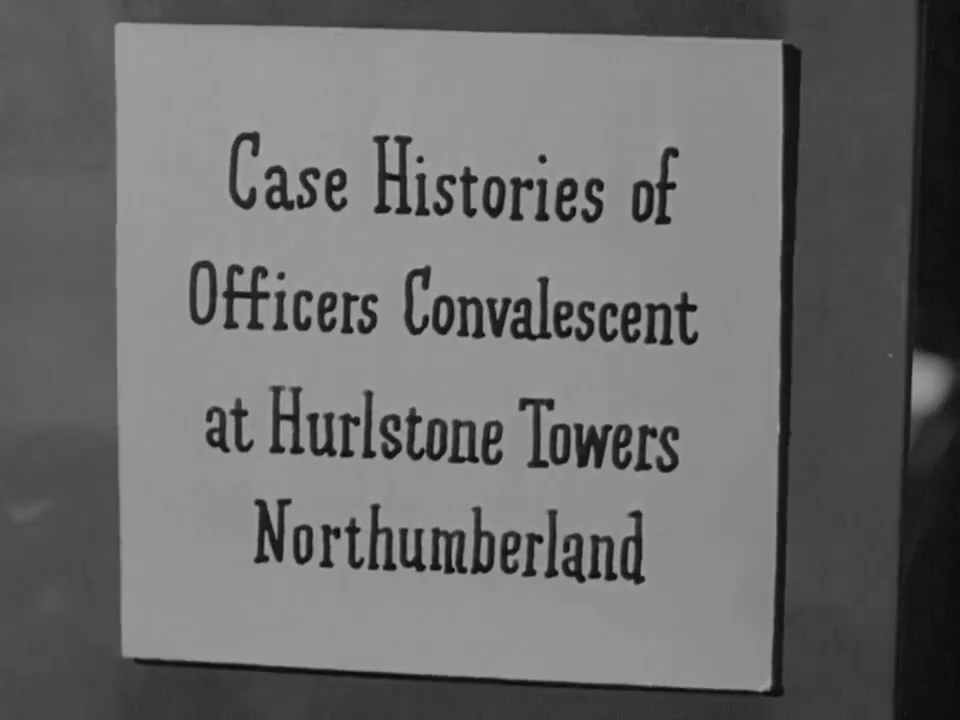 Case Histories of
Officers Convalescent
at Hurlstone Towers
Northumberland